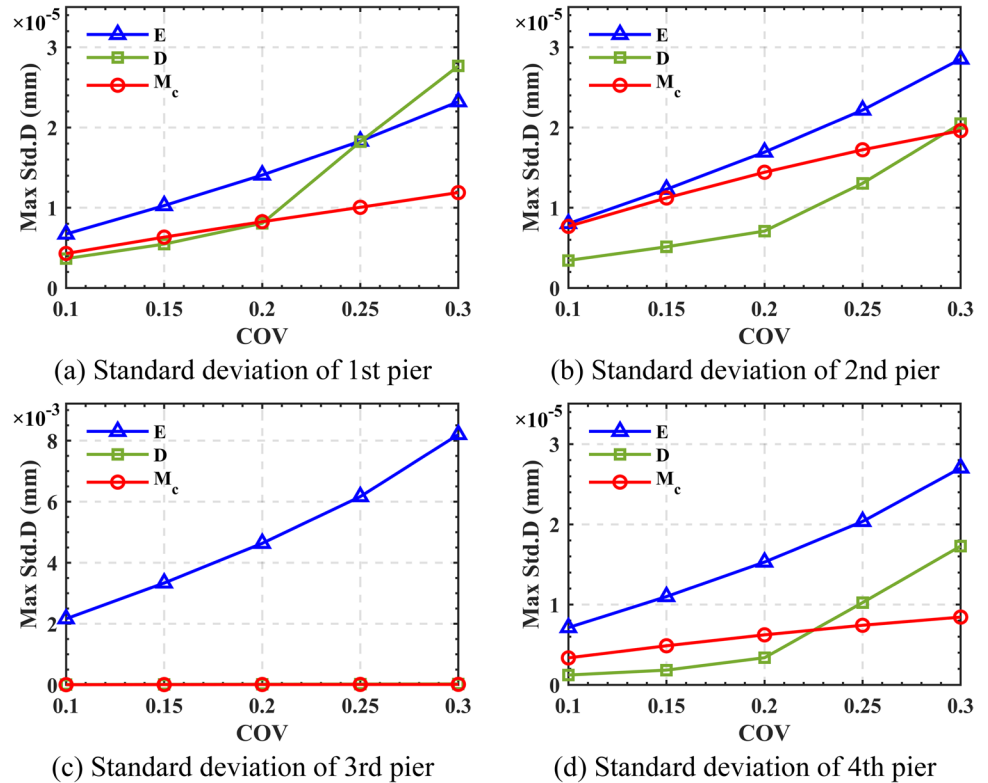 ×10⁻⁵
E
D
M_c
3
2
1
0
Max Std.D (mm)
0.1 0.15 0.2 0.25 0.3
COV
(a) Standard deviation of 1st pier
×10⁻⁵
E
D
M_c
3
2
1
0
Max Std.D (mm)
0.1 0.15 0.2 0.25 0.3
COV
(b) Standard deviation of 2nd pier
×10⁻³
E
D
M_c
8
6
4
2
0
Max Std.D (mm)
0.1 0.15 0.2 0.25 0.3
COV
(c) Standard deviation of 3rd pier
×10⁻⁵
E
D
M_c
3
2
1
0
Max Std.D (mm)
0.1 0.15 0.2 0.25 0.3
COV
(d) Standard deviation of 4th pier